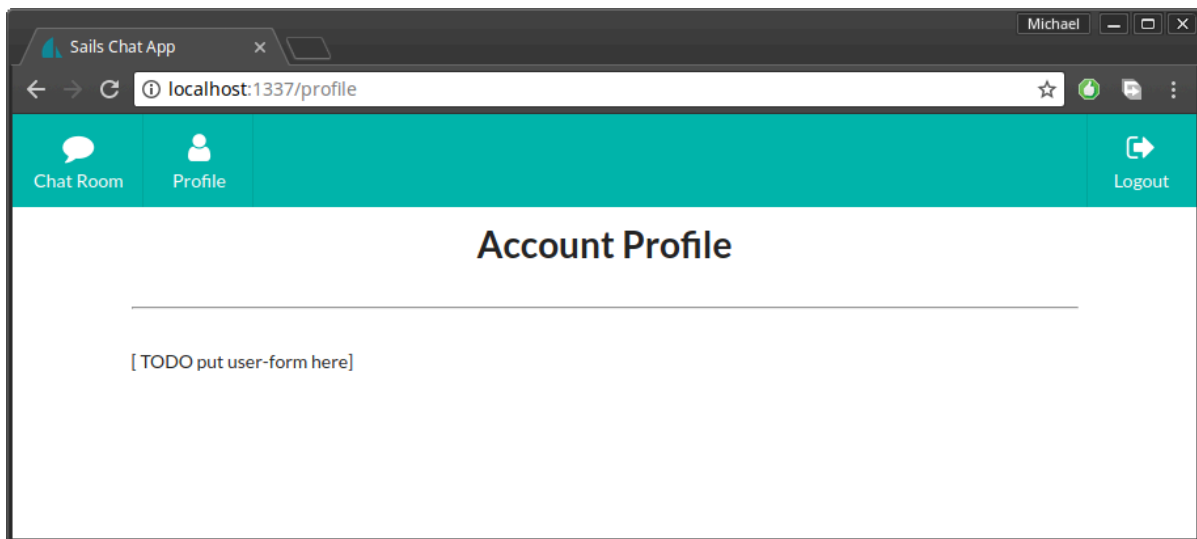 Michael
Sails Chat App
localhost:1337/profile
Chat Room
Profile
Logout
Account Profile
[ TODO put user-form here]